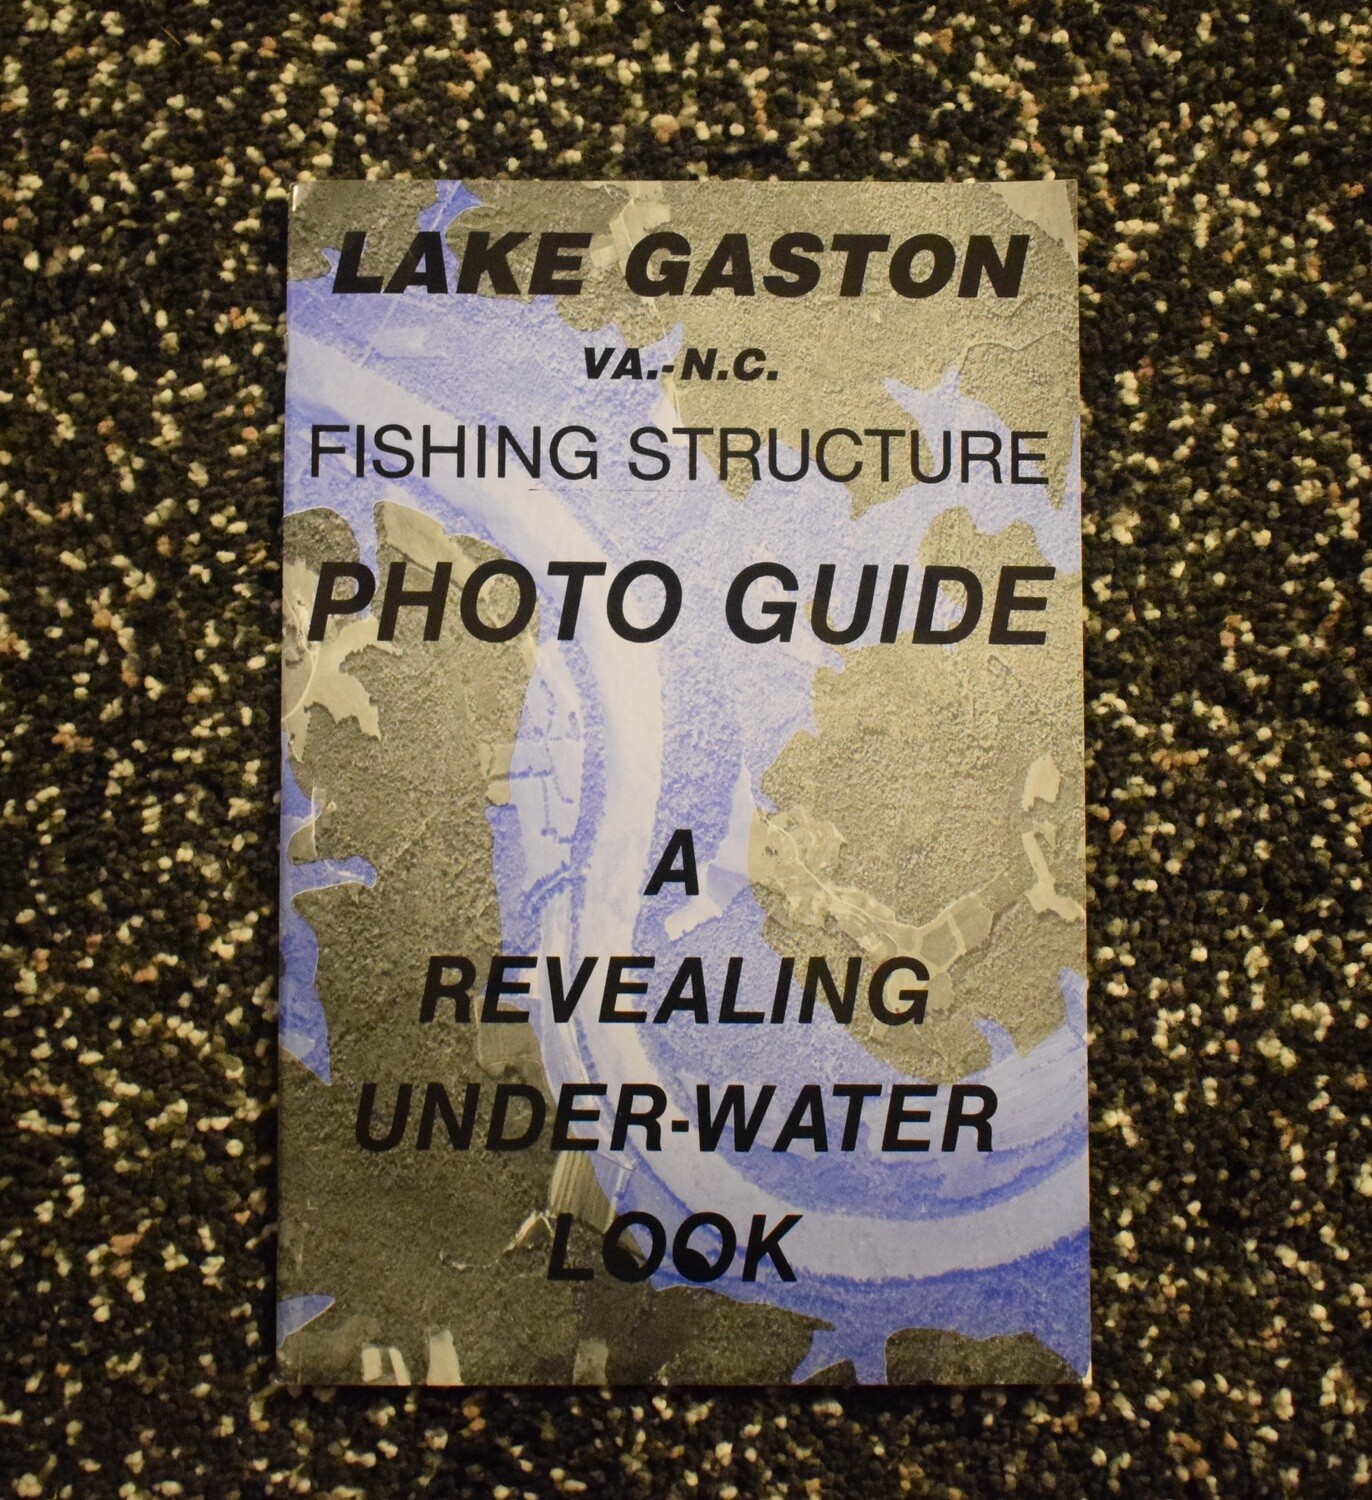 LAKE GASTON
VA.-N.C.
FISHING STRUCTURE
PHOTO GUIDE
A
REVEALING
UNDER-WATER
LOOK